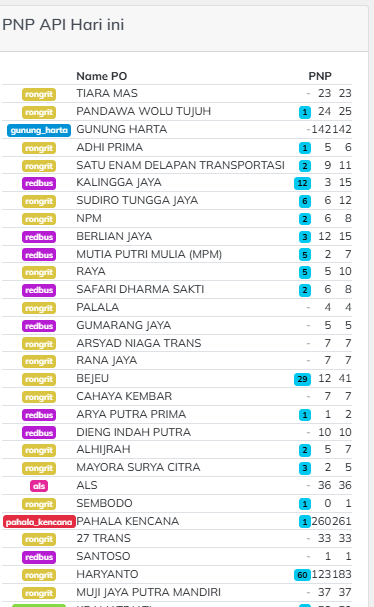 PNP API Hari ini
Name PO PNP
rongrit TIARA MAS - 23 23
rongrit PANDAWA WOLU TUJUH 1 24 25
gunung_harta GUNUNG HARTA - 142 142
rongrit ADHI PRIMA 1 5 6
rongrit SATU ENAM DELAPAN TRANSPORTASI 2 9 11
redbus KALINGGA JAYA 12 3 15
rongrit SUDIRO TUNGGA JAYA 6 6 12
rongrit NPM 2 6 8
redbus BERLIAN JAYA 3 12 15
redbus MUTIA PUTRI MULIA (MPM) 5 2 7
rongrit RAYA 5 5 10
redbus SAFARI DHARMA SAKTI 2 6 8
rongrit PALALA - 4 4
redbus GUMARANG JAYA - 5 5
rongrit ARSYAD NIAGA TRANS - 7 7
rongrit RANA JAYA - 7 7
rongrit BEJEU 29 12 41
rongrit CAHAYA KEMBAR - 7 7
redbus ARYA PUTRA PRIMA 1 1 2
redbus DIENG INDAH PUTRA - 10 10
rongrit ALHIJRAH 2 5 7
rongrit MAYORA SURYA CITRA 3 2 5
als ALS - 36 36
rongrit SEMBODO 1 0 1
pahala_kencana PAHALA KENCANA 1 260 261
rongrit 27 TRANS - 33 33
redbus SANTOSO - 1 1
rongrit HARYANTO 60 123 183
rongrit MUJI JAYA PUTRA MANDIRI - 37 37